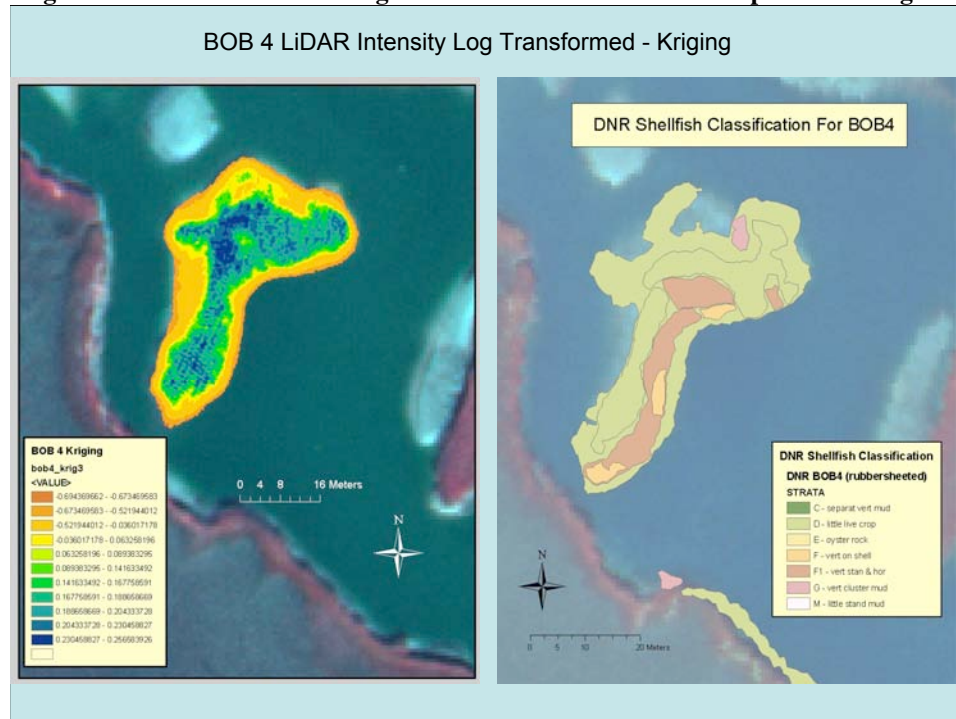 BOB 4 LiDAR Intensity Log Transformed - Kriging
BOB 4 Kriging
bob4_krig3
<VALUE>
-0.694369662 - -0.673469583
-0.673469583 - -0.521944012
-0.521944012 - -0.036017178
-0.036017178 - 0.063258196
0.063258196 - 0.089383295
0.089383295 - 0.141633492
0.141633492 - 0.167758591
0.167758591 - 0.188658669
0.188658669 - 0.204333728
0.204333728 - 0.230458827
0.230458827 - 0.256583926
0 4 8 16 Meters
N
DNR Shellfish Classification For BOB4
DNR Shellfish Classification
DNR BOB4 (rubbersheeted)
STRATA
C - separat vert mud
D - little live crop
E - oyster rock
F - vert on shell
F1 - vert stan & hor
G - vert cluster mud
M - little stand mud
N
0 5 10 20 Meters